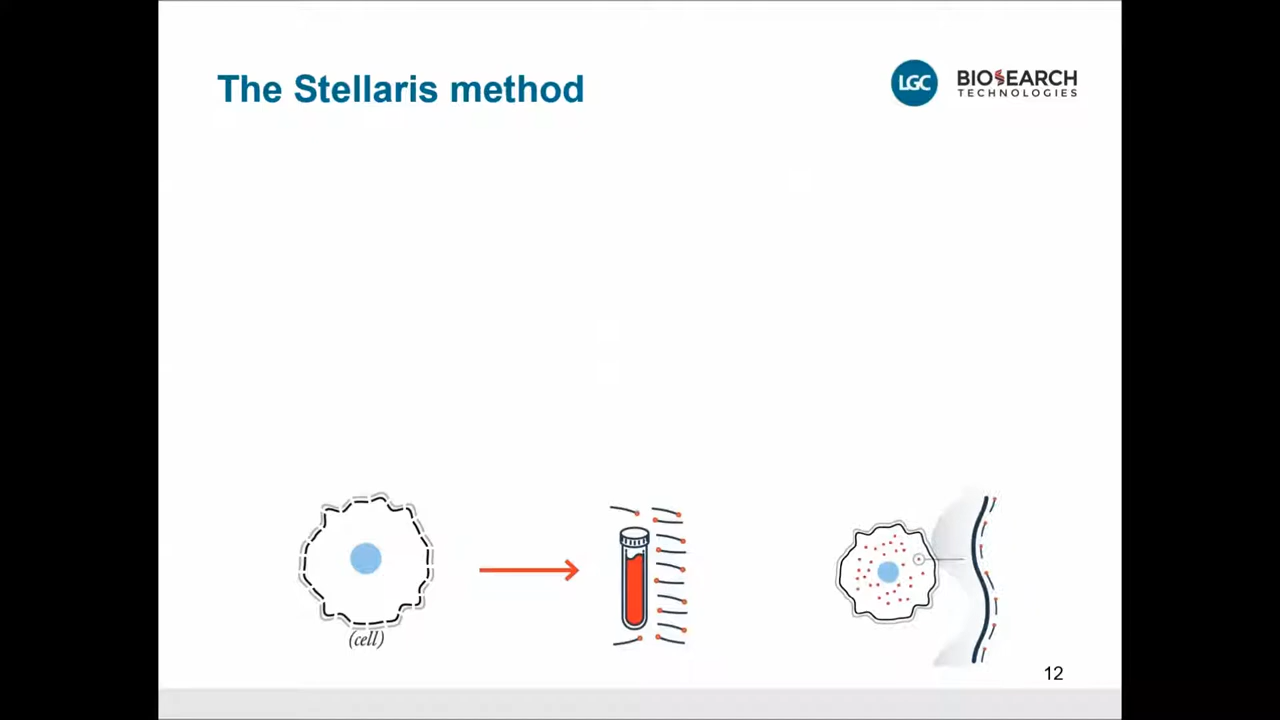 The Stellaris method
LGC
BIOSEARCH
TECHNOLOGIES
(cell)
12